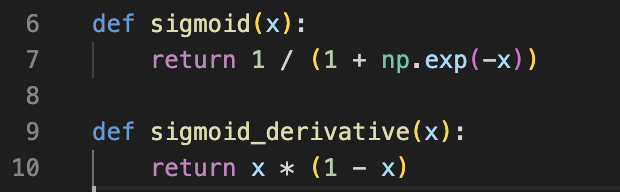 6 def sigmoid(x):
7     return 1 / (1 + np.exp(-x))
8
9 def sigmoid_derivative(x):
10     return x * (1 - x)